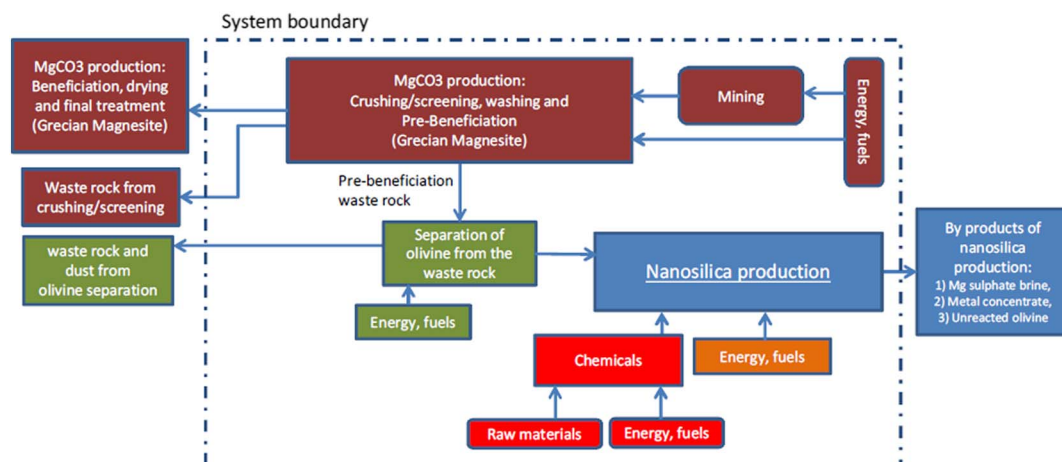 System boundary
MgCO3 production:
Beneficiation, drying
and final treatment
(Grecian Magnesite)
MgCO3 production:
Crushing/screening, washing and
Pre-Beneficiation
(Grecian Magnesite)
Mining
Energy, fuels
Waste rock from
crushing/screening
Pre-beneficiation
waste rock
waste rock and
dust from
olivine separation
Separation of
olivine from the
waste rock
Nanosilica production
By products of
nanosilica
production:
1) Mg sulphate brine,
2) Metal concentrate,
3) Unreacted olivine
Energy, fuels
Chemicals
Energy, fuels
Raw materials
Energy, fuels